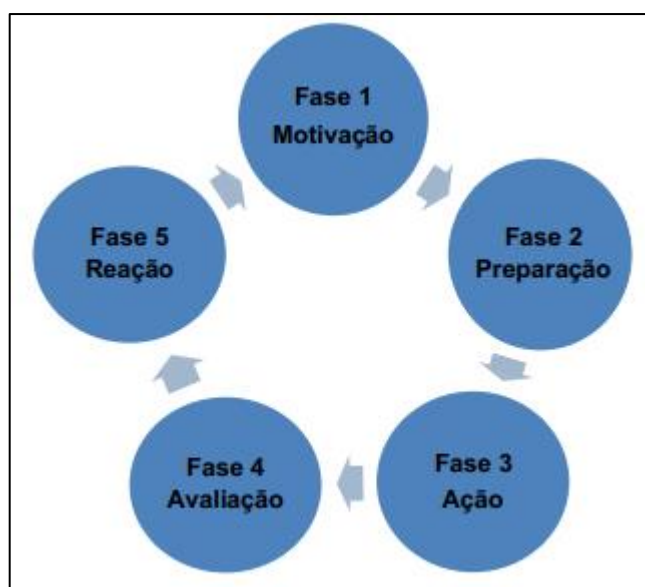 Fase 1
Motivação
Fase 2
Preparação
Fase 3
Ação
Fase 4
Avaliação
Fase 5
Reação